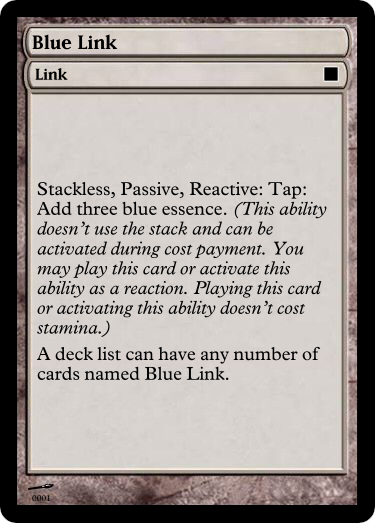 Blue Link
Link
Stackless, Passive, Reactive: Tap:
Add three blue essence. (This ability
doesn't use the stack and can be
activated during cost payment. You
may play this card or activate this
ability as a reaction. Playing this card
or activating this ability doesn't cost
stamina.)
A deck list can have any number of
cards named Blue Link.
0001